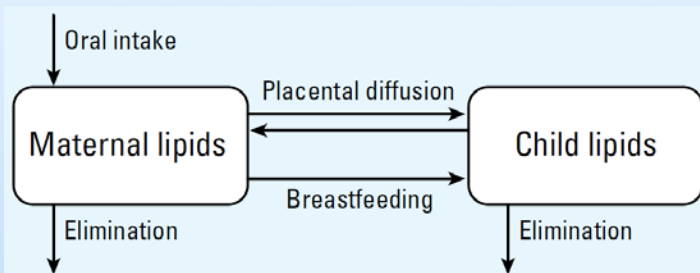 Oral intake
Placental diffusion
Maternal lipids
Child lipids
Breastfeeding
Elimination
Elimination